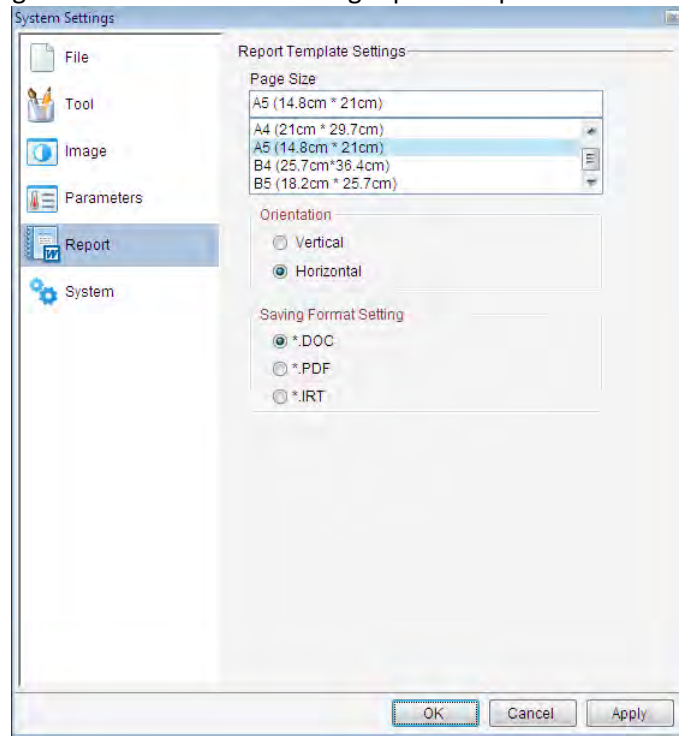 System Settings
File
Tool
Image
Parameters
Report
System
Report Template Settings
Page Size
A5 (14.8cm * 21cm)
A4 (21cm * 29.7cm)
A5 (14.8cm * 21cm)
B4 (25.7cm*36.4cm)
B5 (18.2cm * 25.7cm)
Orientation
Vertical
Horizontal
Saving Format Setting
*.DOC
*.PDF
*.IRT
OK Cancel Apply